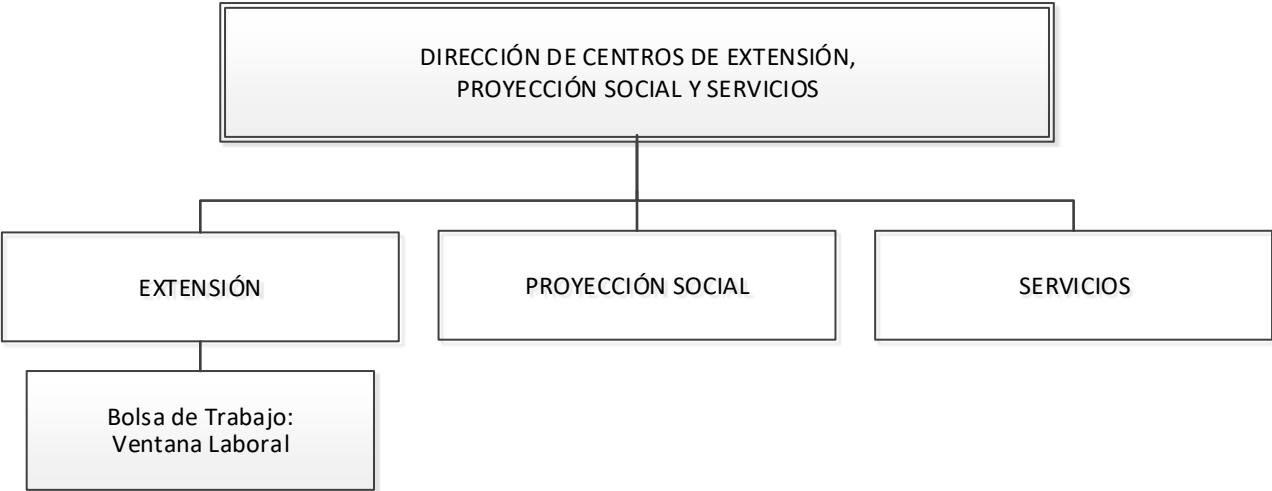 DIRECCIÓN DE CENTROS DE EXTENSIÓN,
PROYECCIÓN SOCIAL Y SERVICIOS
EXTENSIÓN
PROYECCIÓN SOCIAL
SERVICIOS
Bolsa de Trabajo:
Ventana Laboral